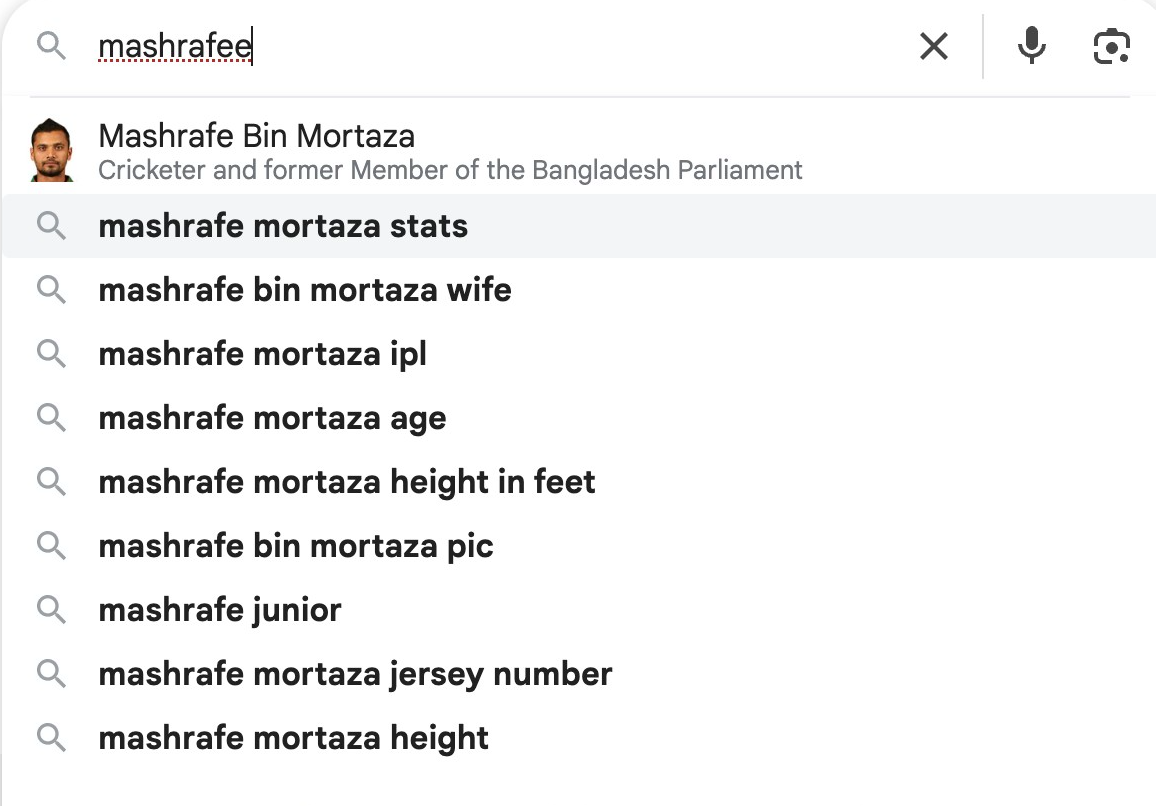 mashrafee
Mashrafe Bin Mortaza
Cricketer and former Member of the Bangladesh Parliament
mashrafe mortaza stats
mashrafe bin mortaza wife
mashrafe mortaza ipl
mashrafe mortaza age
mashrafe mortaza height in feet
mashrafe bin mortaza pic
mashrafe junior
mashrafe mortaza jersey number
mashrafe mortaza height